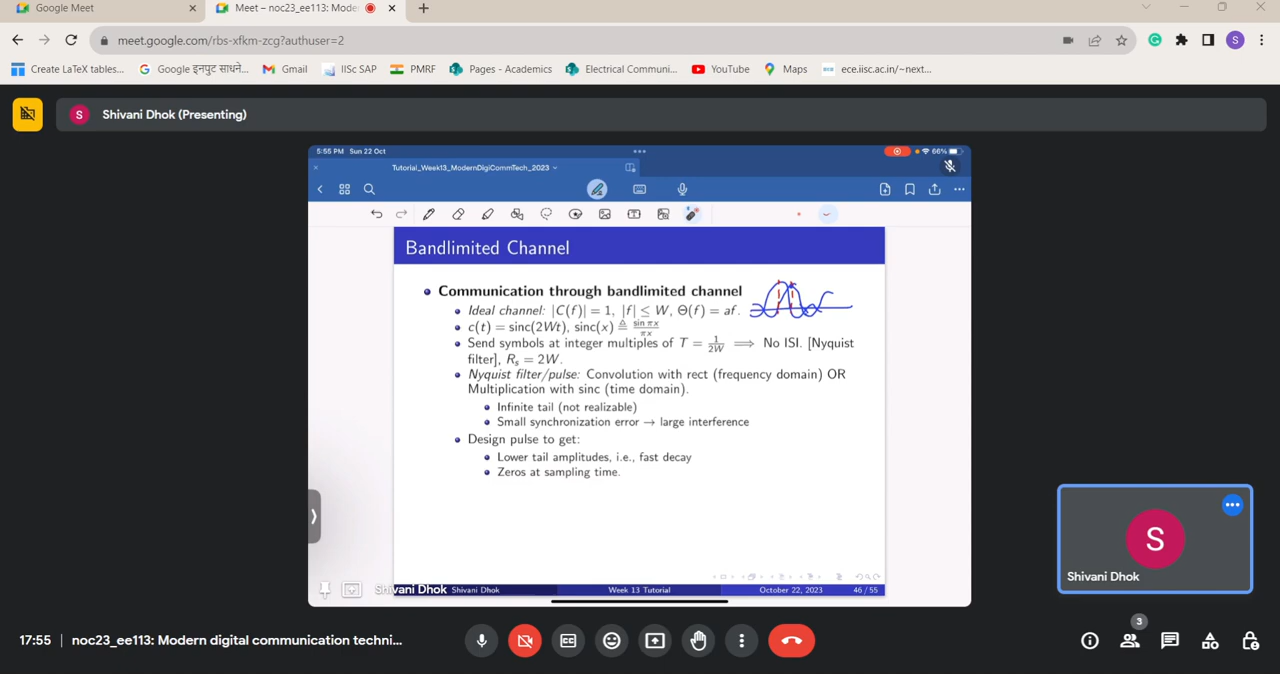 Google Meet
Meet – noc23_ee113: Mode
meet.google.com/rbs-xfkm-zcg?authuser=2
S
Create LaTeX tables...
Google इनपुट साधने...
Gmail
IISc SAP
PMRF
Pages - Academics
Electrical Communi...
YouTube
Maps
ece.iisc.ac.in/~next...
S
Shivani Dhok (Presenting)
5:55 PM Sun 22 Oct
66%
Tutorial_Week13_ModernDigiCommTech_2023
Bandlimited Channel
Communication through bandlimited channel
Ideal channel: |C(f)| = 1, |f| ≤ W, Θ(f) = af.
c(t) = sinc(2Wt), sinc(x) ≜ sin πx / πx
Send symbols at integer multiples of T = 1/2W ⟹ No ISI. [Nyquist
filter], Rs = 2W.
Nyquist filter/pulse: Convolution with rect (frequency domain) OR
Multiplication with sinc (time domain).
Infinite tail (not realizable)
Small synchronization error → large interference
Design pulse to get:
Lower tail amplitudes, i.e., fast decay
Zeros at sampling time.
Shivani Dhok
Shivani Dhok
Week 13 Tutorial
October 22, 2023
46 / 55
S
Shivani Dhok
17:55 | noc23_ee113: Modern digital communication techni...
3